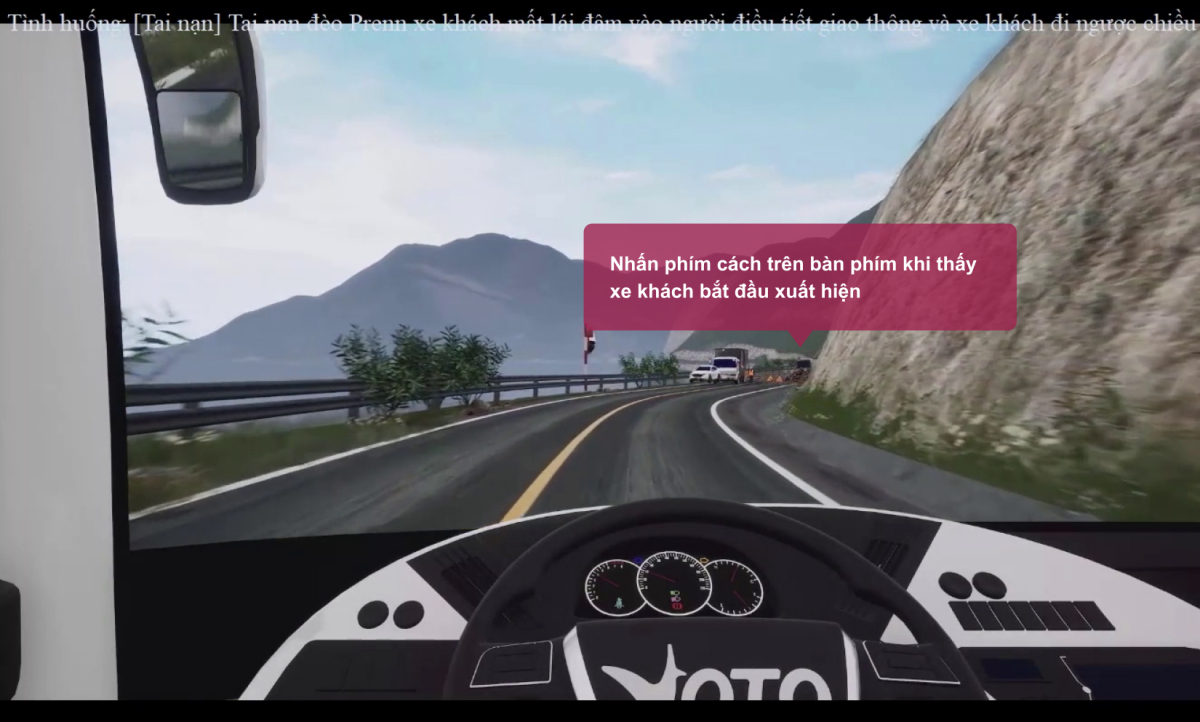 Tình huống: [Tai nạn] Tai nạn đèo Prenn xe khách mất lái đâm vào người điều tiết giao thông và xe khách đi ngược chiều
Nhấn phím cách trên bàn phím khi thấy
xe khách bắt đầu xuất hiện
OTO